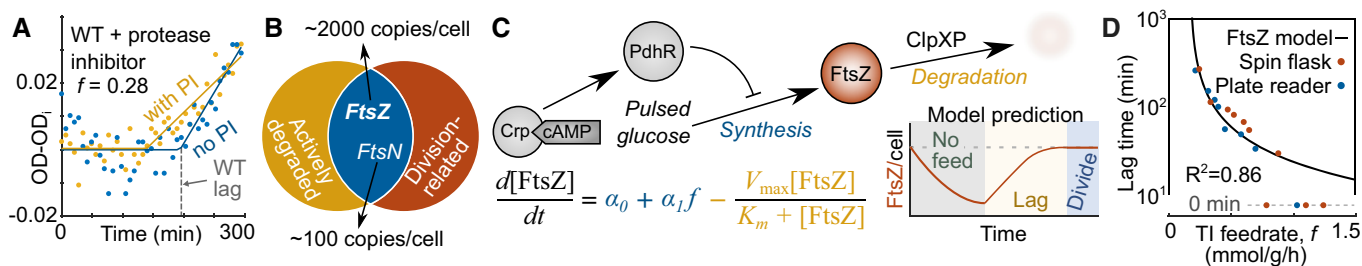 A
WT + protease
inhibitor
f = 0.28
with PI
no PI
WT
lag
OD-ODi
0.02
-0.02
0
300
Time (min)
B
~2000 copies/cell
FtsZ
FtsN
Actively
degraded
Division-
related
~100 copies/cell
C
PdhR
Crp
cAMP
Pulsed
glucose
Synthesis
FtsZ
ClpXP
Degradation
d[FtsZ]/dt = α0 + α1f − Vmax[FtsZ]/Km + [FtsZ]
Model prediction
No
feed
Lag
Divide
FtsZ/cell
Time
D
10³
10²
10¹
Lag time (min)
FtsZ model
Spin flask
Plate reader
R²=0.86
0 min
0
1.5
TI feedrate, f
(mmol/g/h)